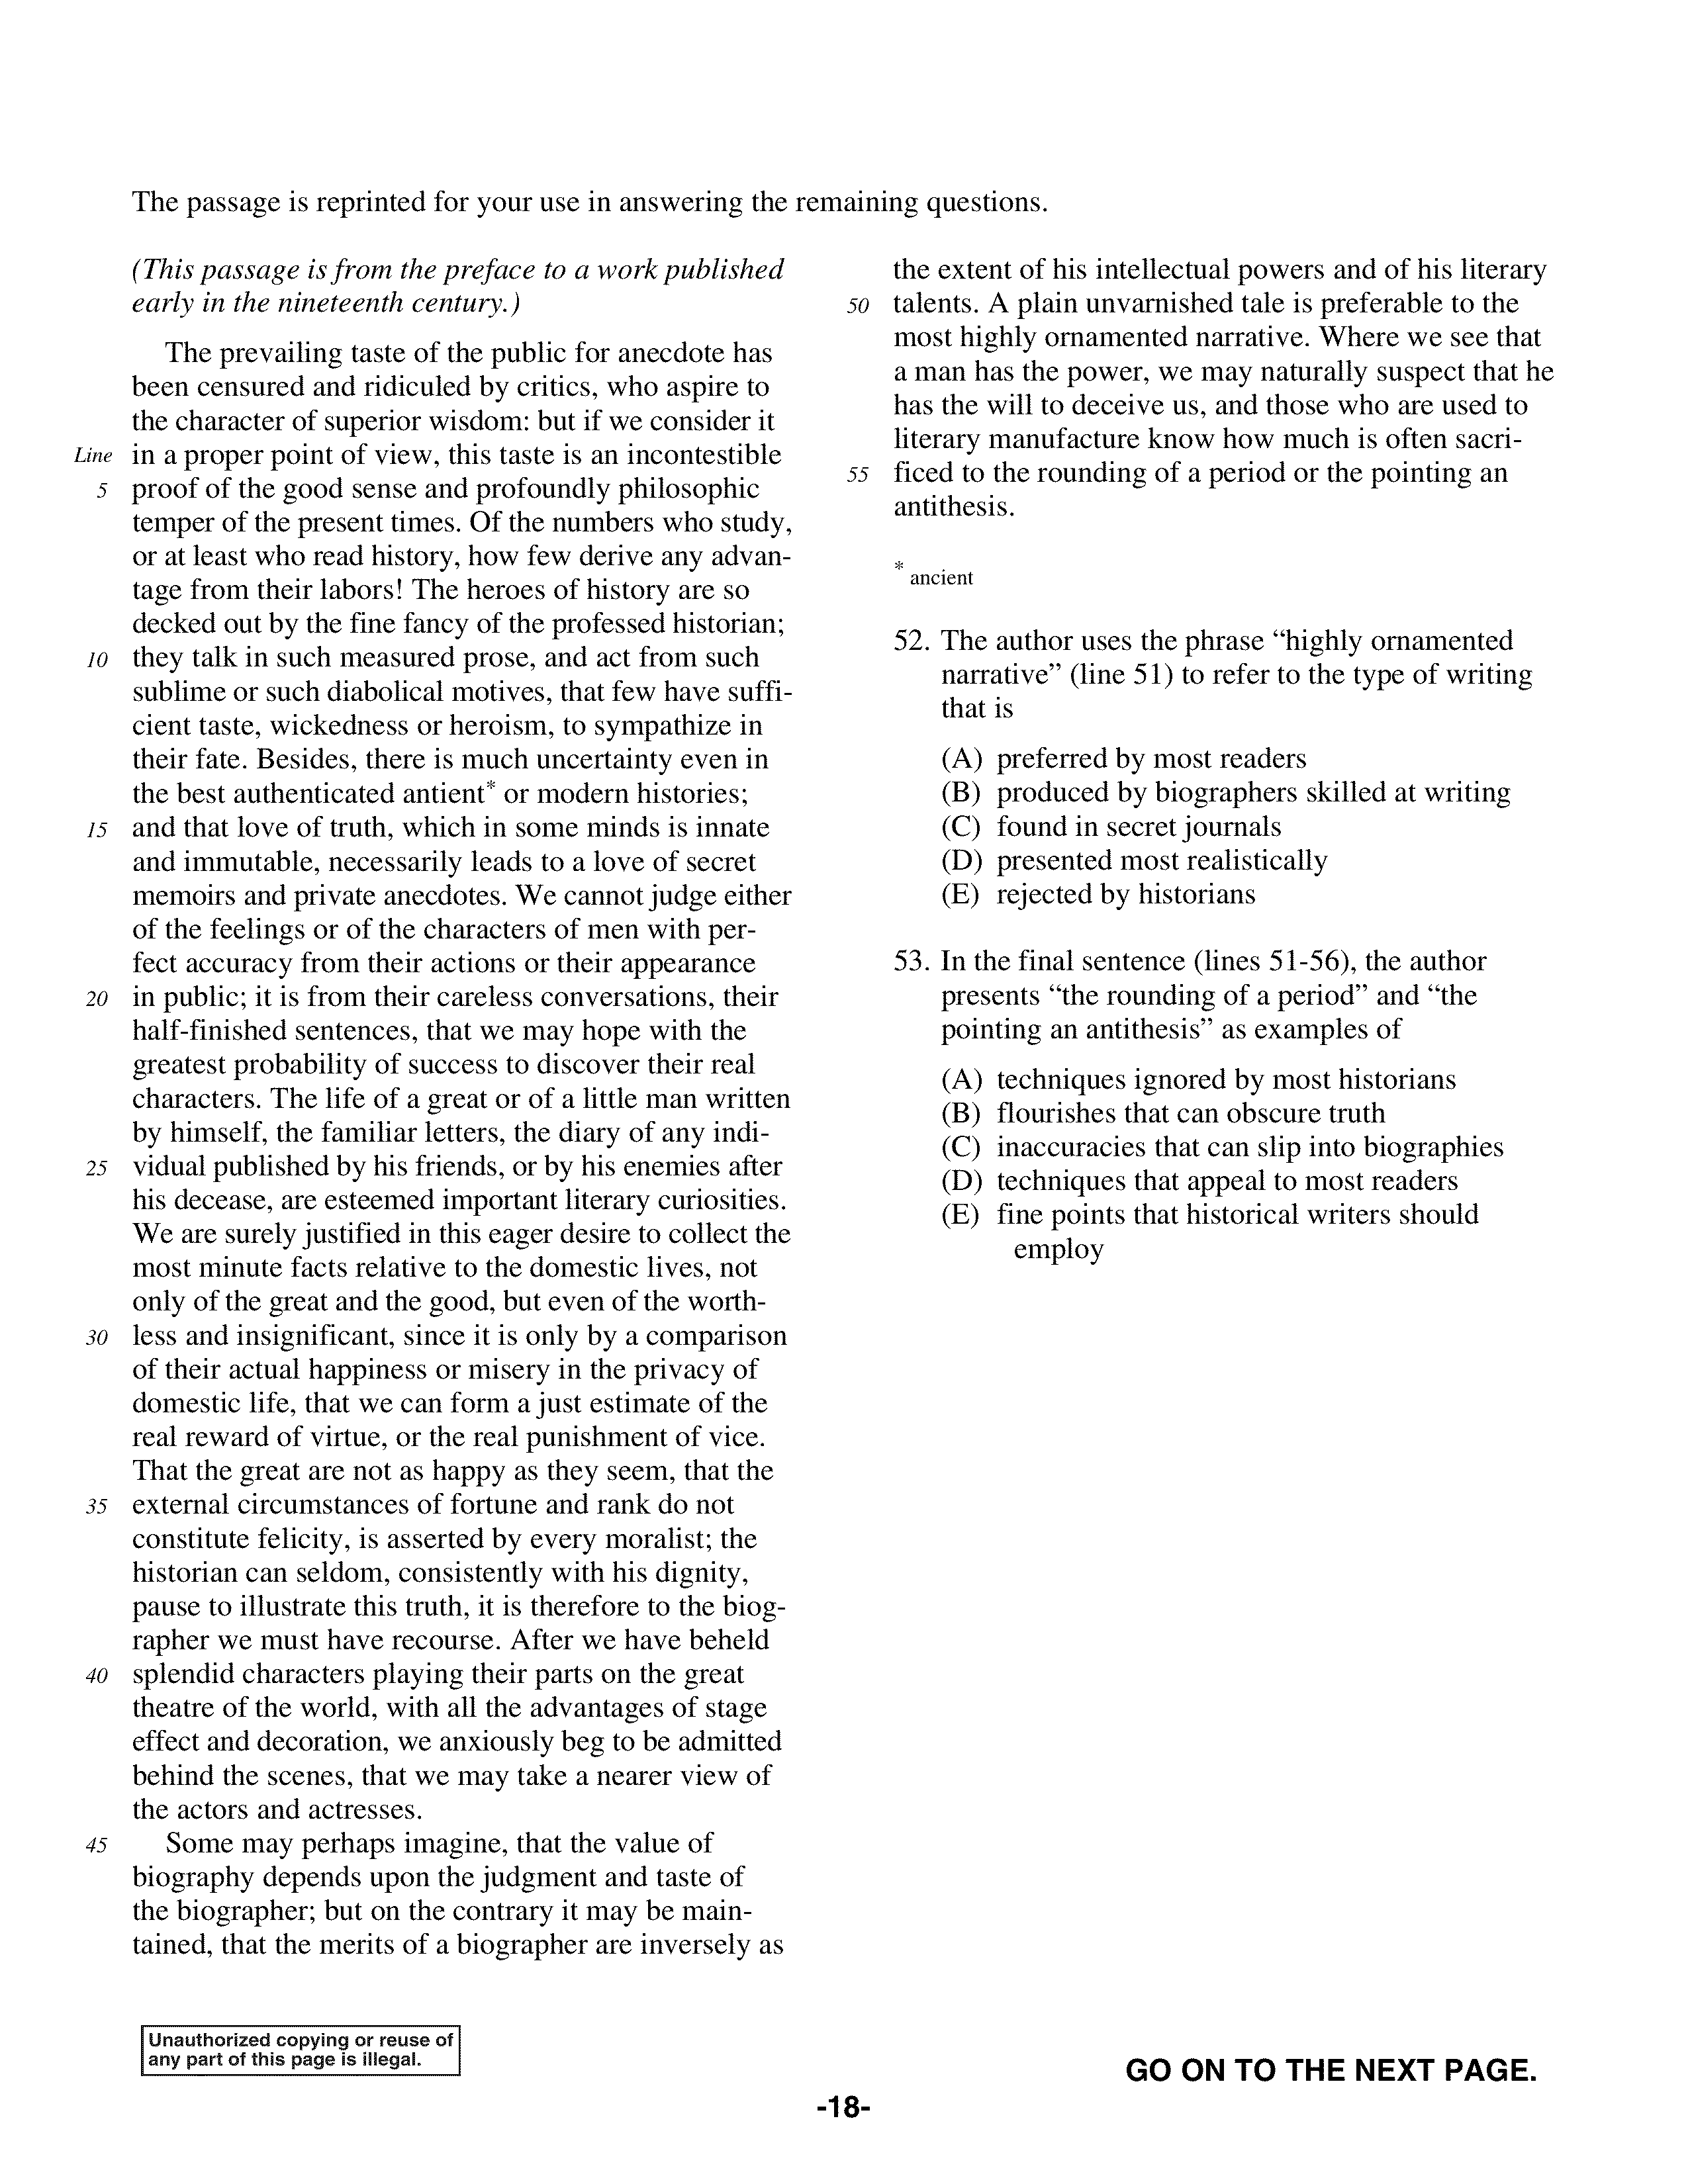 The passage is reprinted for your use in answering the remaining questions.
(This passage is from the preface to a work published
early in the nineteenth century.)
The prevailing taste of the public for anecdote has
been censured and ridiculed by critics, who aspire to
the character of superior wisdom: but if we consider it
Line in a proper point of view, this taste is an incontestible
5 proof of the good sense and profoundly philosophic
temper of the present times. Of the numbers who study,
or at least who read history, how few derive any advan-
tage from their labors! The heroes of history are so
decked out by the fine fancy of the professed historian;
10 they talk in such measured prose, and act from such
sublime or such diabolical motives, that few have suffi-
cient taste, wickedness or heroism, to sympathize in
their fate. Besides, there is much uncertainty even in
the best authenticated antient* or modern histories;
15 and that love of truth, which in some minds is innate
and immutable, necessarily leads to a love of secret
memoirs and private anecdotes. We cannot judge either
of the feelings or of the characters of men with per-
fect accuracy from their actions or their appearance
20 in public; it is from their careless conversations, their
half-finished sentences, that we may hope with the
greatest probability of success to discover their real
characters. The life of a great or of a little man written
by himself, the familiar letters, the diary of any indi-
25 vidual published by his friends, or by his enemies after
his decease, are esteemed important literary curiosities.
We are surely justified in this eager desire to collect the
most minute facts relative to the domestic lives, not
only of the great and the good, but even of the worth-
30 less and insignificant, since it is only by a comparison
of their actual happiness or misery in the privacy of
domestic life, that we can form a just estimate of the
real reward of virtue, or the real punishment of vice.
That the great are not as happy as they seem, that the
35 external circumstances of fortune and rank do not
constitute felicity, is asserted by every moralist; the
historian can seldom, consistently with his dignity,
pause to illustrate this truth, it is therefore to the biog-
rapher we must have recourse. After we have beheld
40 splendid characters playing their parts on the great
theatre of the world, with all the advantages of stage
effect and decoration, we anxiously beg to be admitted
behind the scenes, that we may take a nearer view of
the actors and actresses.
45 Some may perhaps imagine, that the value of
biography depends upon the judgment and taste of
the biographer; but on the contrary it may be main-
tained, that the merits of a biographer are inversely as
the extent of his intellectual powers and of his literary
50 talents. A plain unvarnished tale is preferable to the
most highly ornamented narrative. Where we see that
a man has the power, we may naturally suspect that he
has the will to deceive us, and those who are used to
literary manufacture know how much is often sacri-
55 ficed to the rounding of a period or the pointing an
antithesis.
* ancient
52. The author uses the phrase “highly ornamented
narrative” (line 51) to refer to the type of writing
that is
(A) preferred by most readers
(B) produced by biographers skilled at writing
(C) found in secret journals
(D) presented most realistically
(E) rejected by historians
53. In the final sentence (lines 51-56), the author
presents “the rounding of a period” and “the
pointing an antithesis” as examples of
(A) techniques ignored by most historians
(B) flourishes that can obscure truth
(C) inaccuracies that can slip into biographies
(D) techniques that appeal to most readers
(E) fine points that historical writers should
employ
Unauthorized copying or reuse of
any part of this page is illegal.
GO ON TO THE NEXT PAGE.
-18-